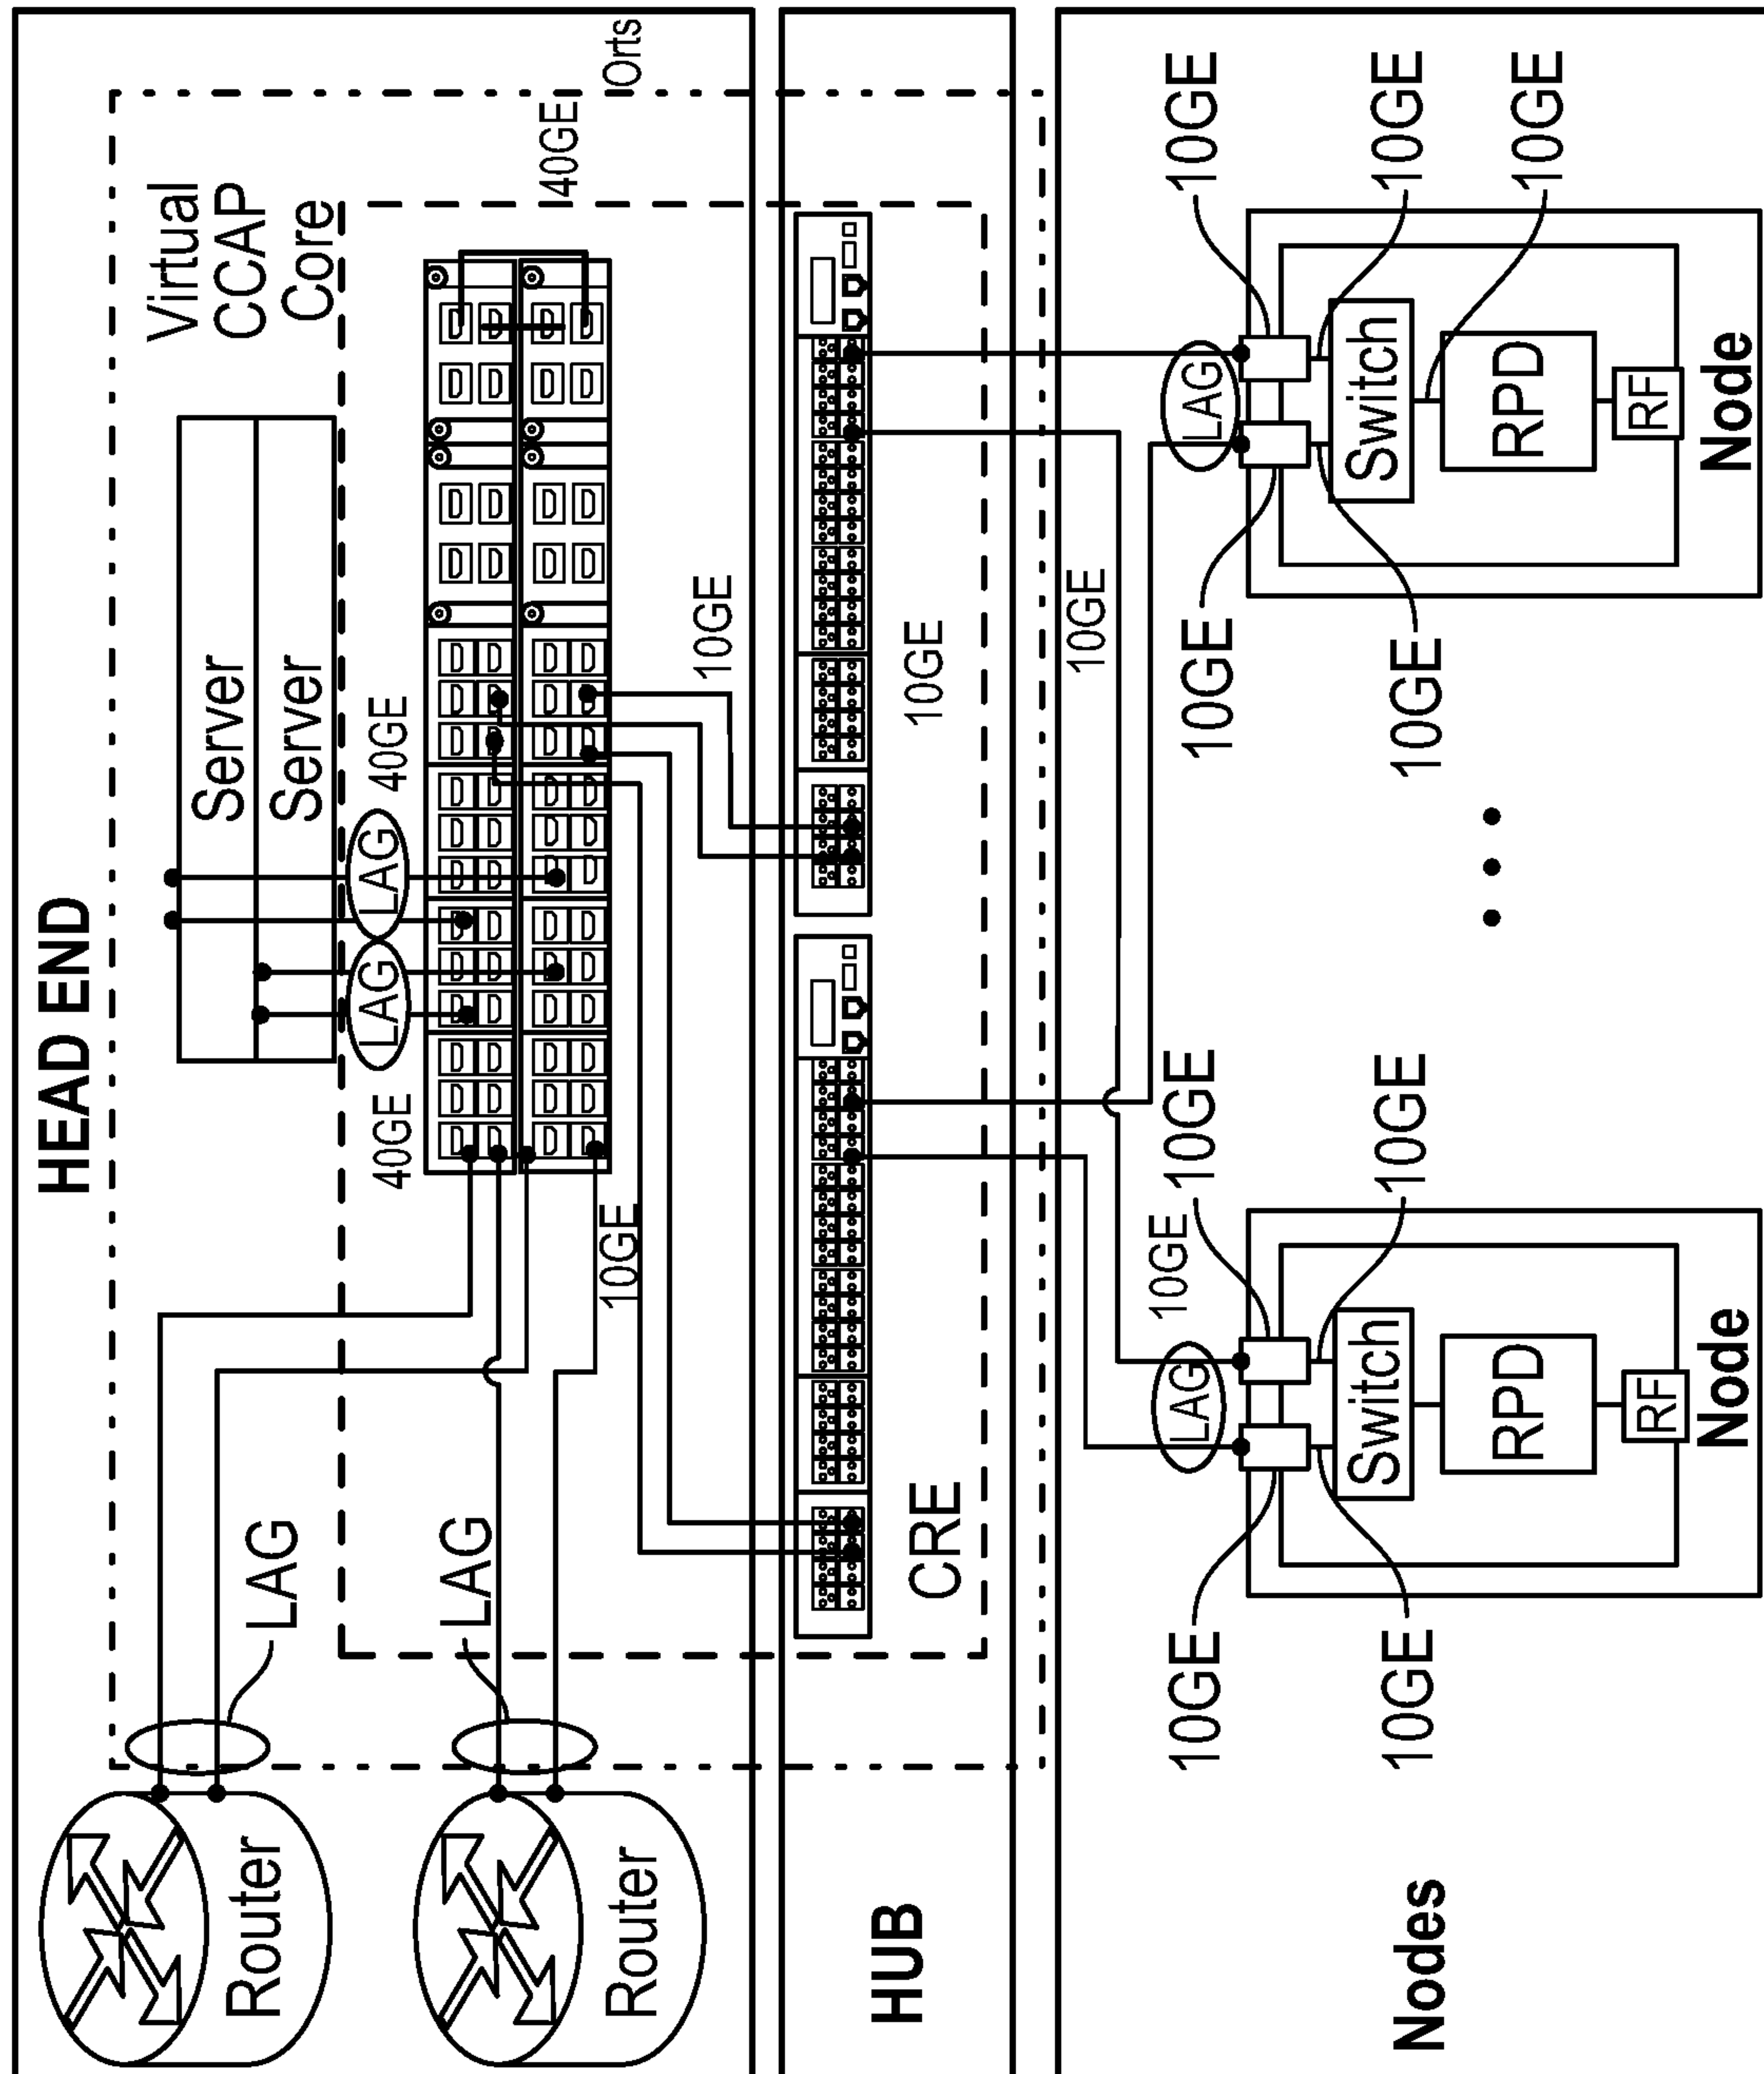 HEAD END
Virtual
CCAP
Core
Server
Server
Router
LAG
40GE
LAG
LAG
40GE
LAG
40GE
Orts
Router
10GE
10GE
HUB
CRE
10GE
10GE
Nodes
10GE
LAG
10GE
10GE
10GE
10GE
Switch
RPD
RF
Node
10GE
LAG
10GE
10GE
10GE
10GE
Switch
RPD
RF
Node